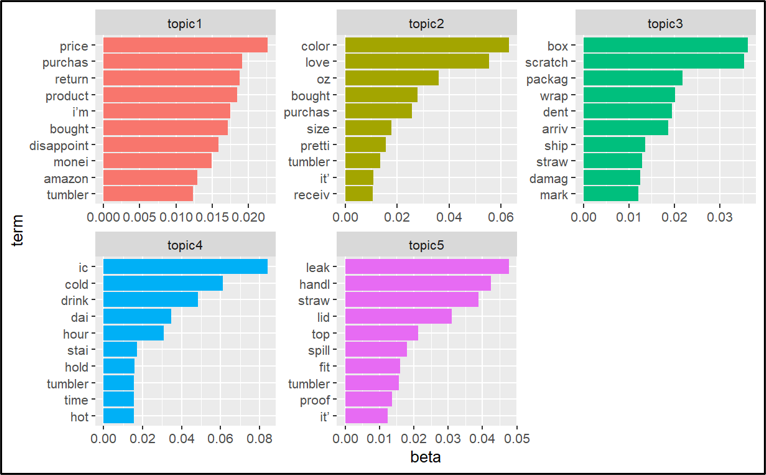 topic1
topic2
topic3
price
purchas
return
product
i'm
bought
disappoint
monei
amazon
tumbler
0.000 0.005 0.010 0.015 0.020
color
love
oz
bought
purchas
size
pretti
tumbler
it'
receiv
0.00 0.02 0.04 0.06
box
scratch
packag
wrap
dent
arriv
ship
straw
damag
mark
0.00 0.01 0.02 0.03
term
topic4
topic5
ic
cold
drink
dai
hour
stai
hold
tumbler
time
hot
0.00 0.02 0.04 0.06 0.08
leak
handl
straw
lid
top
spill
fit
tumbler
proof
it'
0.00 0.01 0.02 0.03 0.04 0.05
beta